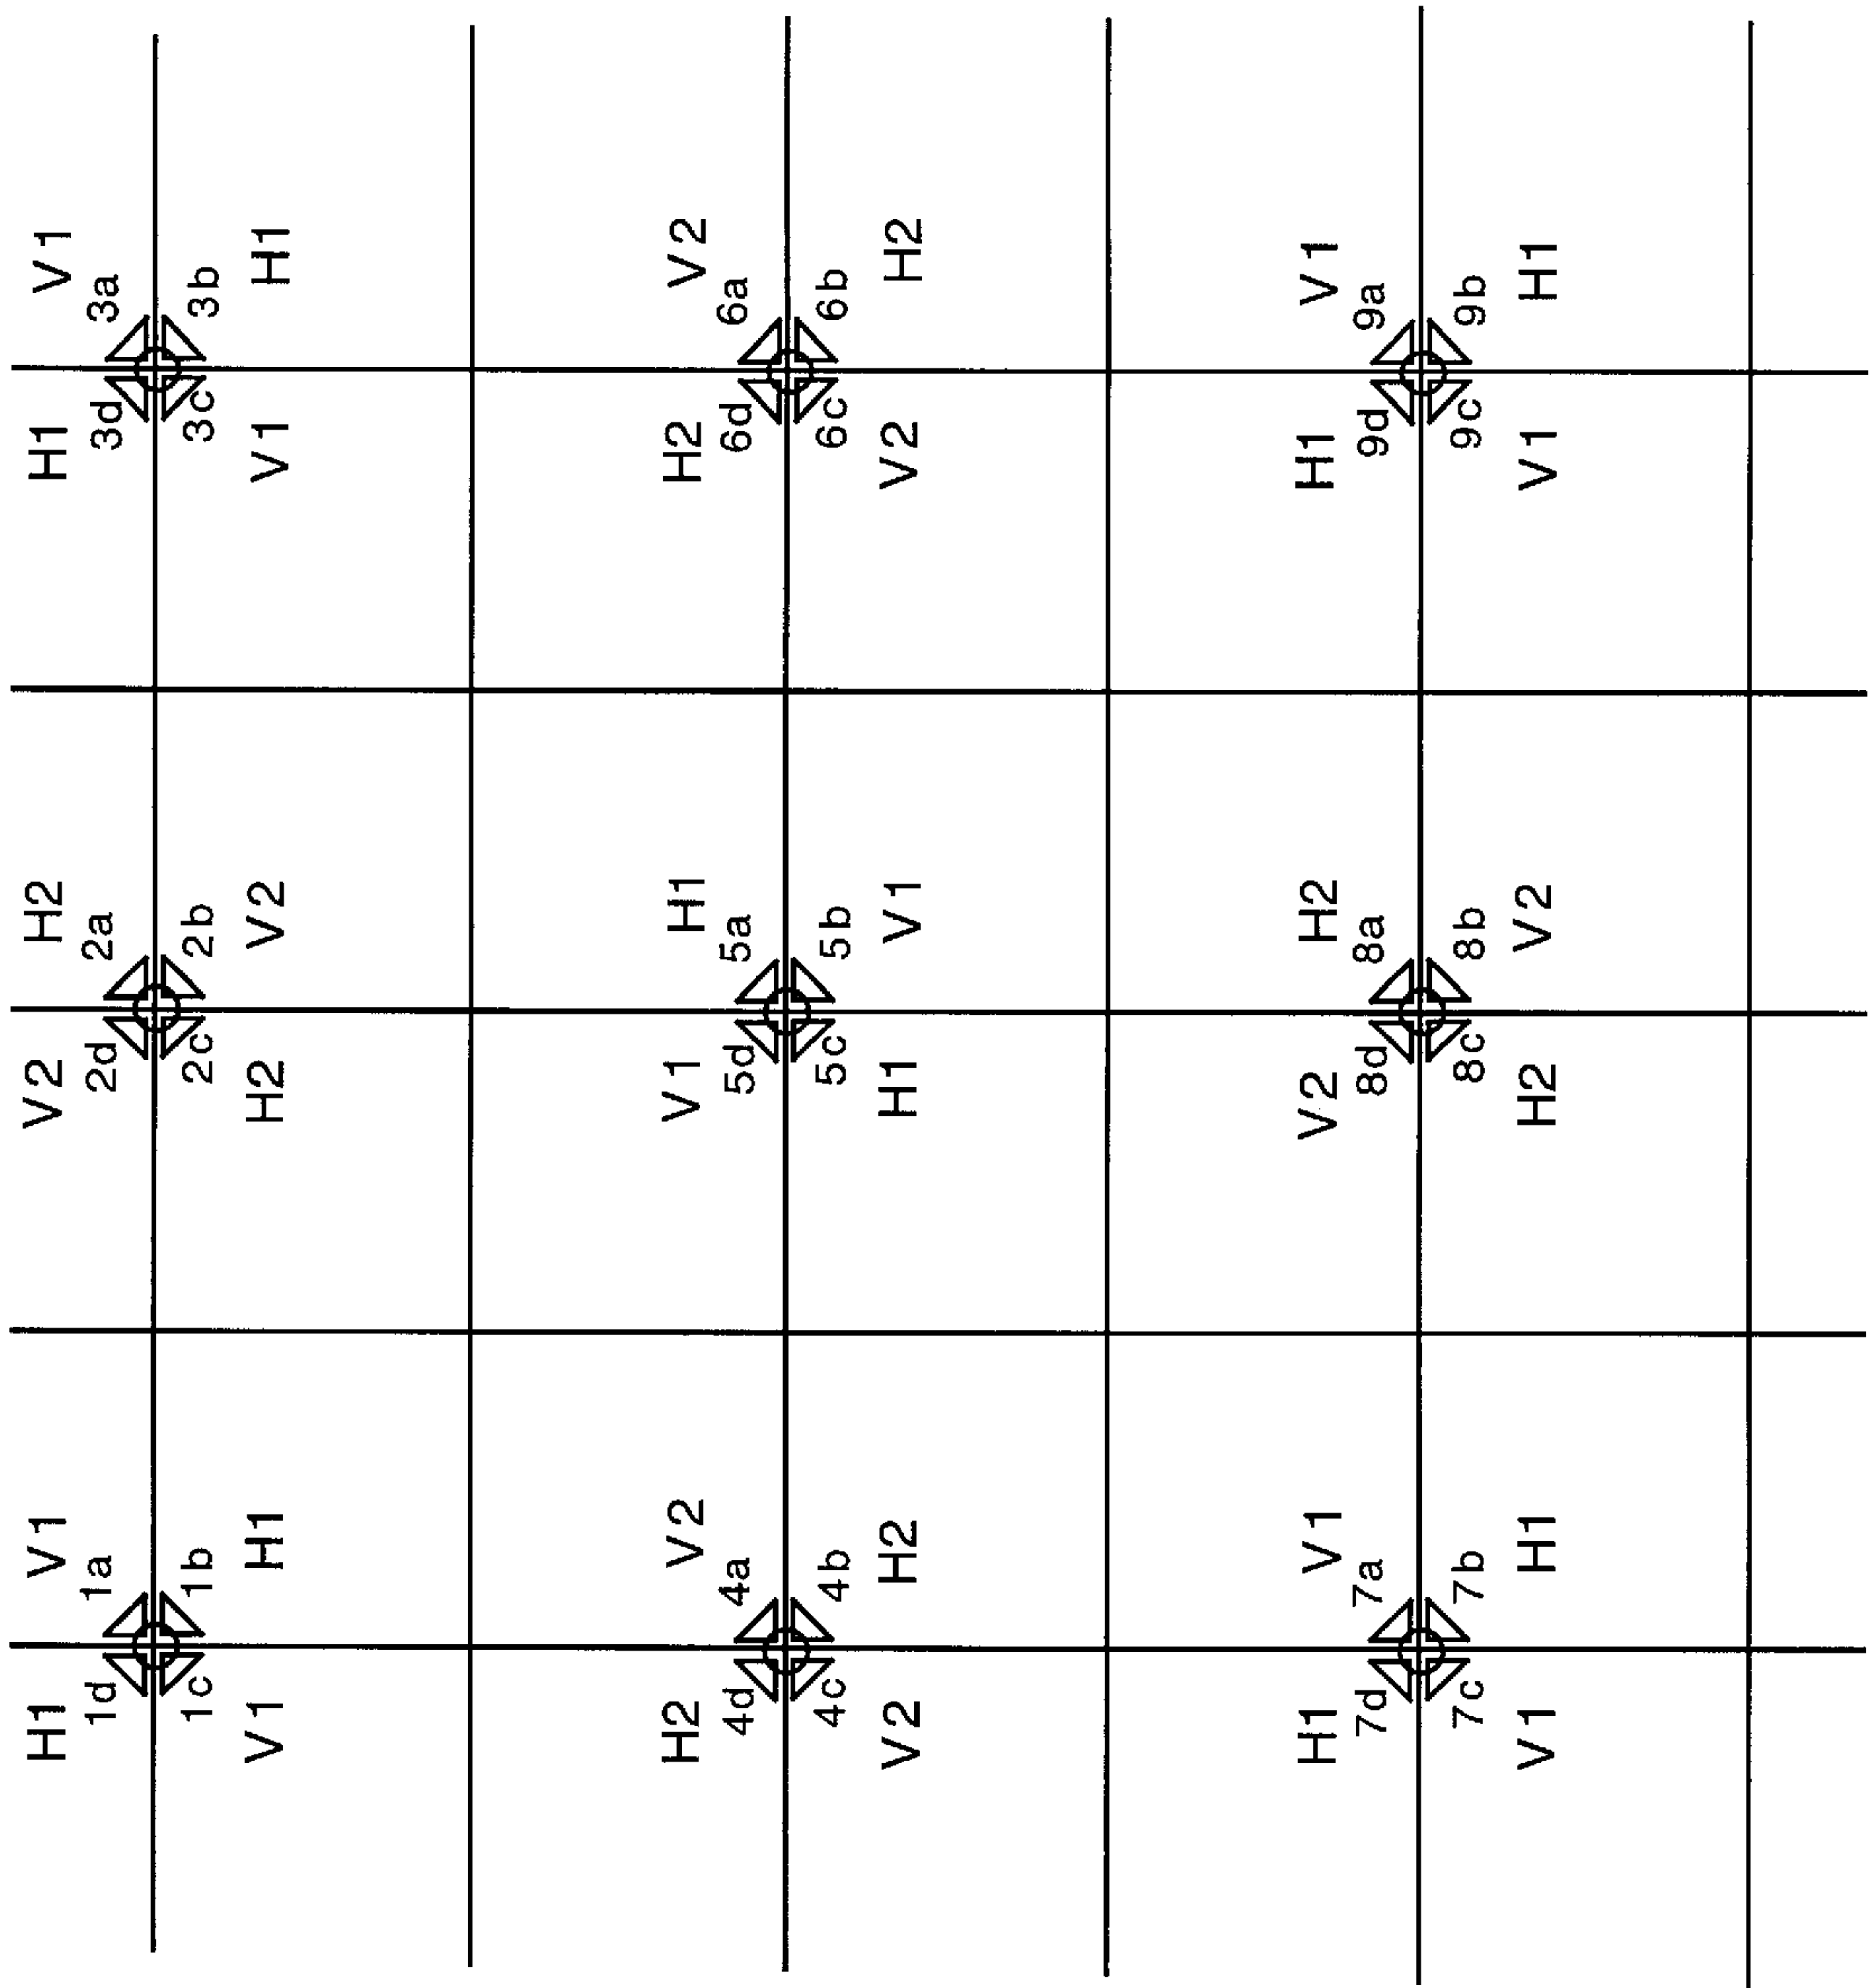 H1 V1 V2 H2 H1 V1
1d 1a 2d 2a 3d 3a
1c 1b 2c 2b 3c 3b
V1 H1 H2 V2 V1 H1
H2 V2 V1 H1 H2 V2
4d 4a 5d 5a 6d 6a
4c 4b 5c 5b 6c 6b
V2 H2 H1 V1 V2 H2
H1 V1 V2 H2 H1 V1
7d 7a 8d 8a 9d 9a
7c 7b 8c 8b 9c 9b
V1 H1 H2 V2 V1 H1